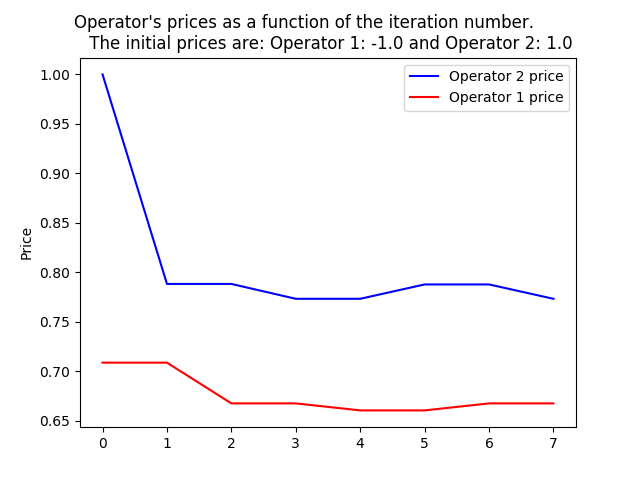 Operator's prices as a function of the iteration number.
The initial prices are: Operator 1: -1.0 and Operator 2: 1.0
Operator 2 price
Operator 1 price
Price
1.00
0.95
0.90
0.85
0.80
0.75
0.70
0.65
0 1 2 3 4 5 6 7